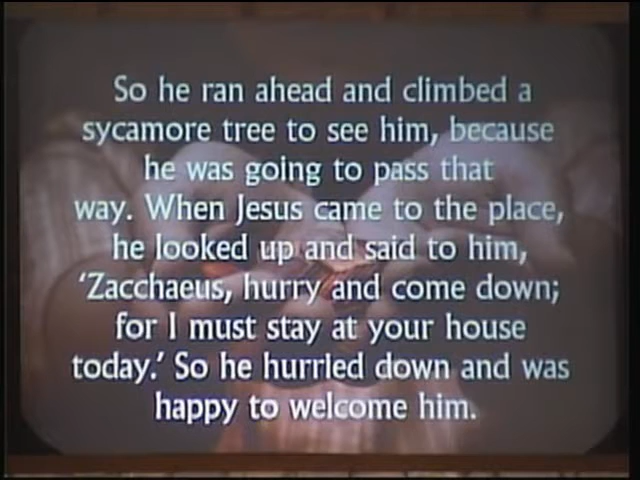 So he ran ahead and climbed a
sycamore tree to see him, because
he was going to pass that
way. When Jesus came to the place,
he looked up and said to him,
‘Zacchaeus, hurry and come down;
for I must stay at your house
today.’ So he hurried down and was
happy to welcome him.